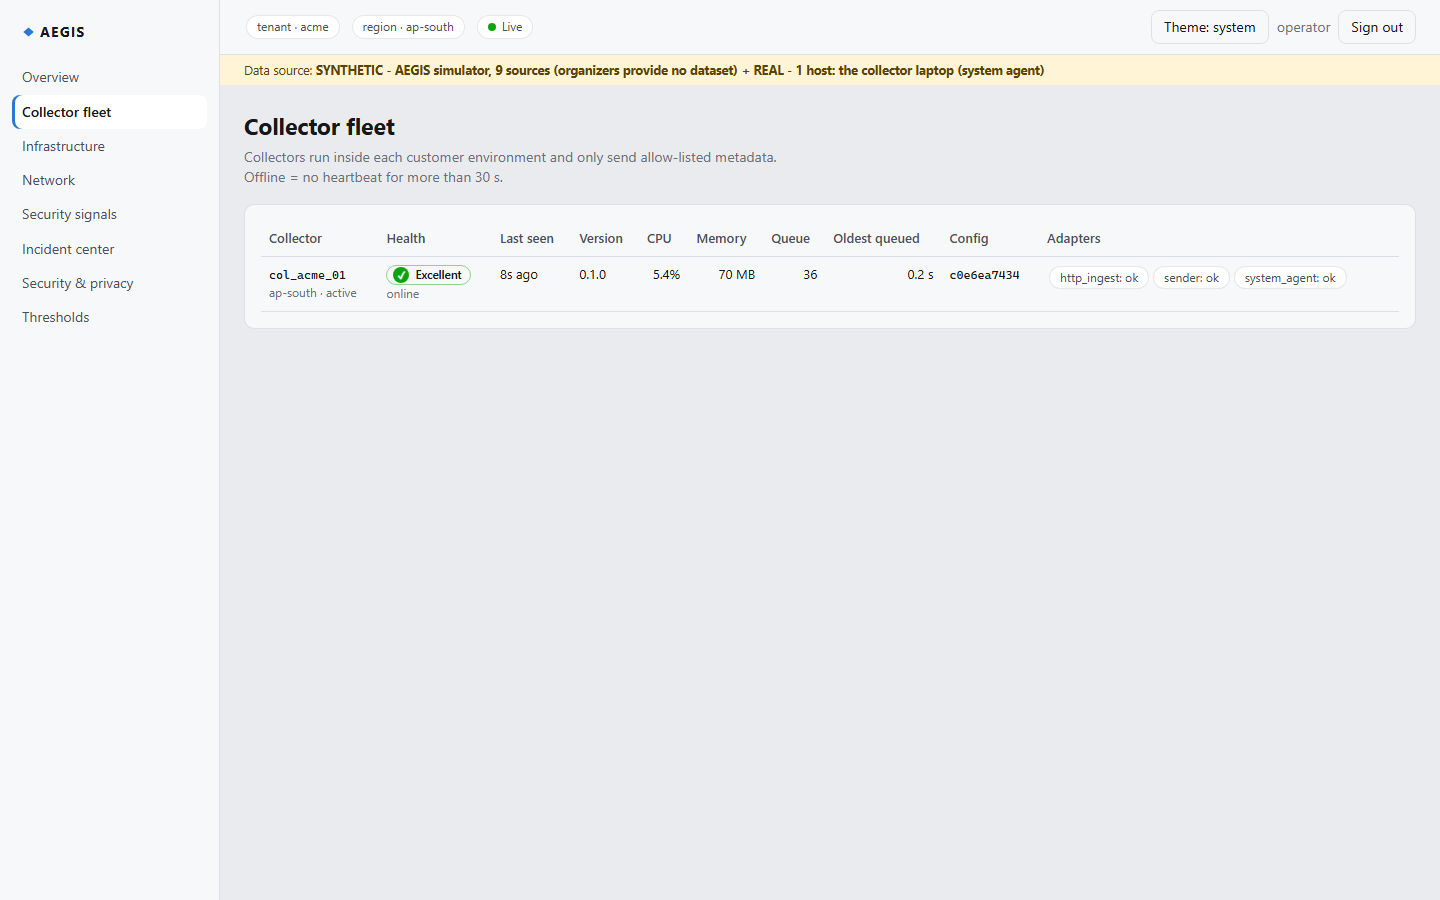 AEGIS
Overview
Collector fleet
Infrastructure
Network
Security signals
Incident center
Security & privacy
Thresholds
tenant · acme
region · ap-south
Live
Theme: system
operator
Sign out
Data source: SYNTHETIC - AEGIS simulator, 9 sources (organizers provide no dataset) + REAL - 1 host: the collector laptop (system agent)
Collector fleet
Collectors run inside each customer environment and only send allow-listed metadata.
Offline = no heartbeat for more than 30 s.
Collector Health Last seen Version CPU Memory Queue Oldest queued Config Adapters
col_acme_01 Excellent 8s ago 0.1.0 5.4% 70 MB 36 0.2 s c0e6ea7434 http_ingest: ok sender: ok system_agent: ok
ap-south · active online